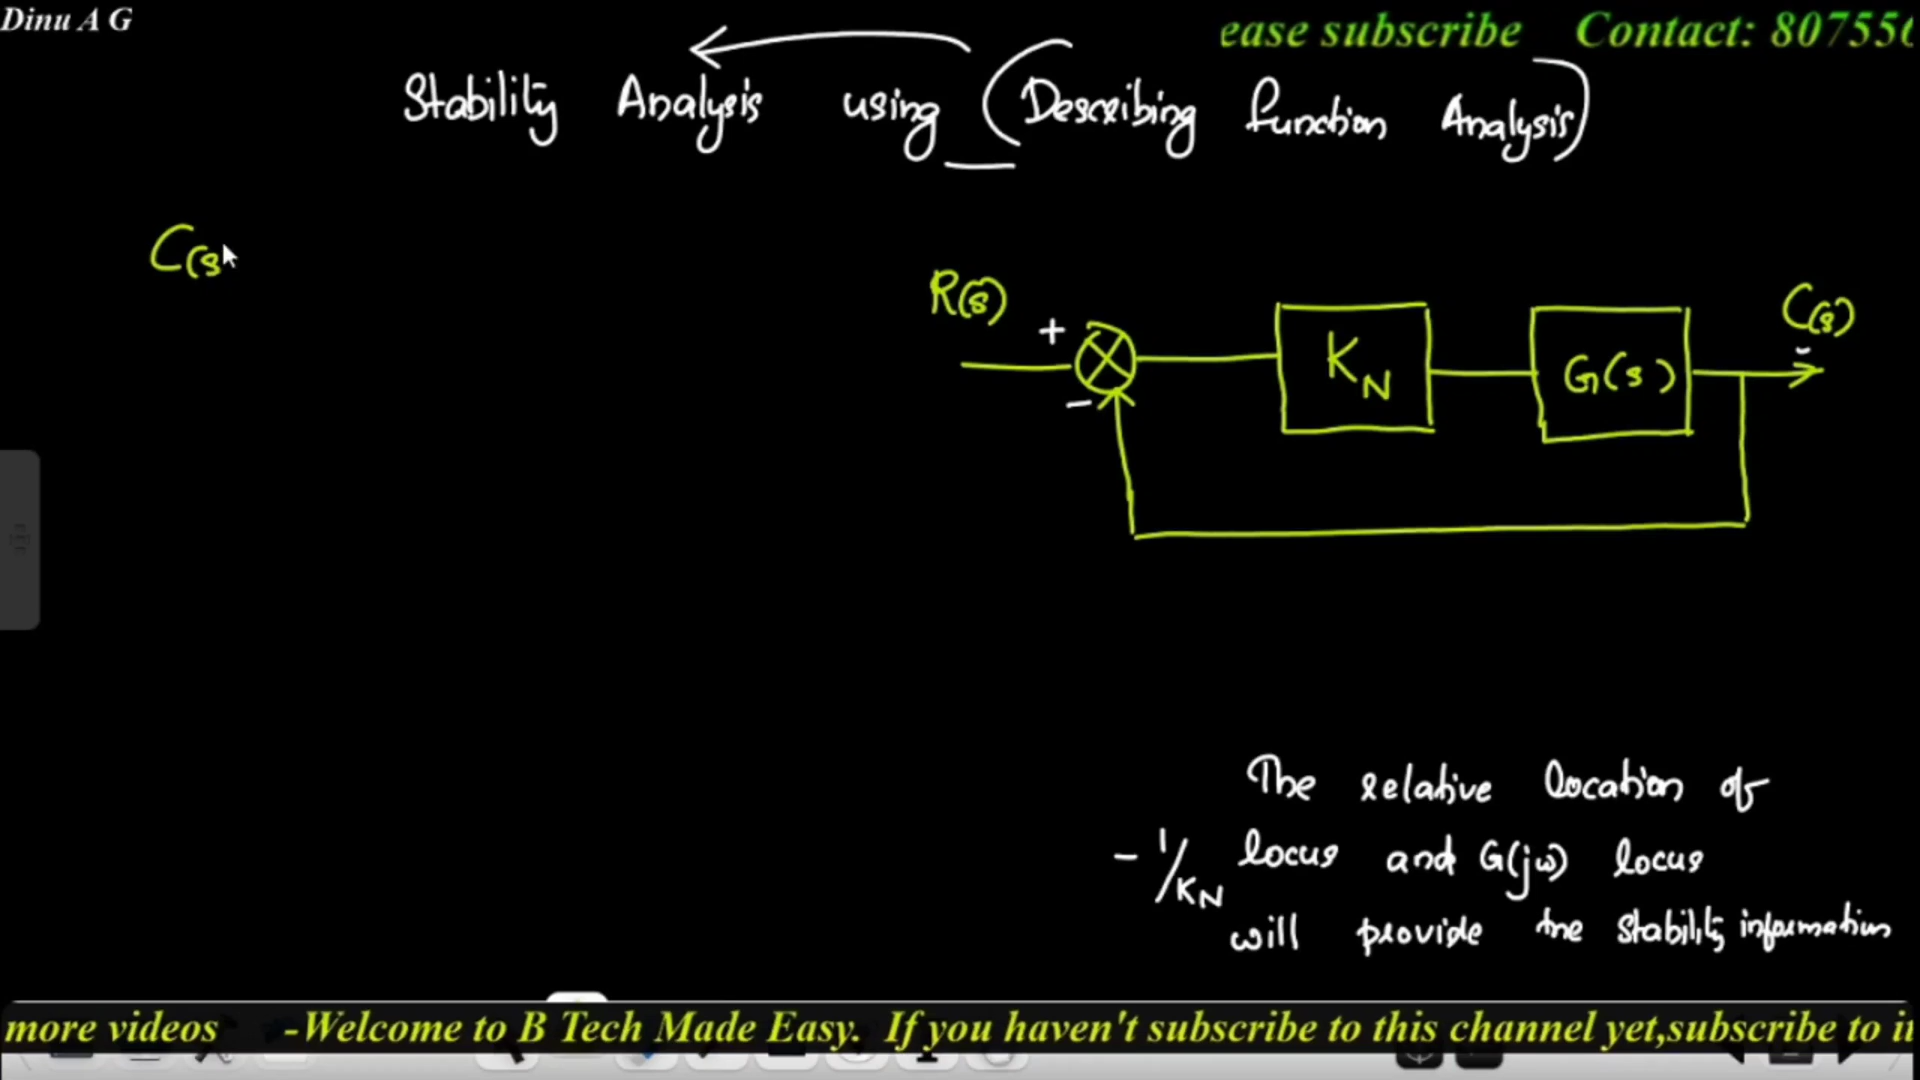 Dinu A G
ease subscribe Contact: 80755
Stability Analysis using (Describing function Analysis)
C(s
R(s)
+
-
K_N
G(s)
C(s)
The relative location of
- 1/K_N locus and G(jω) locus
will provide the stability information
more videos -Welcome to B Tech Made Easy. If you haven't subscribe to this channel yet,subscribe to it